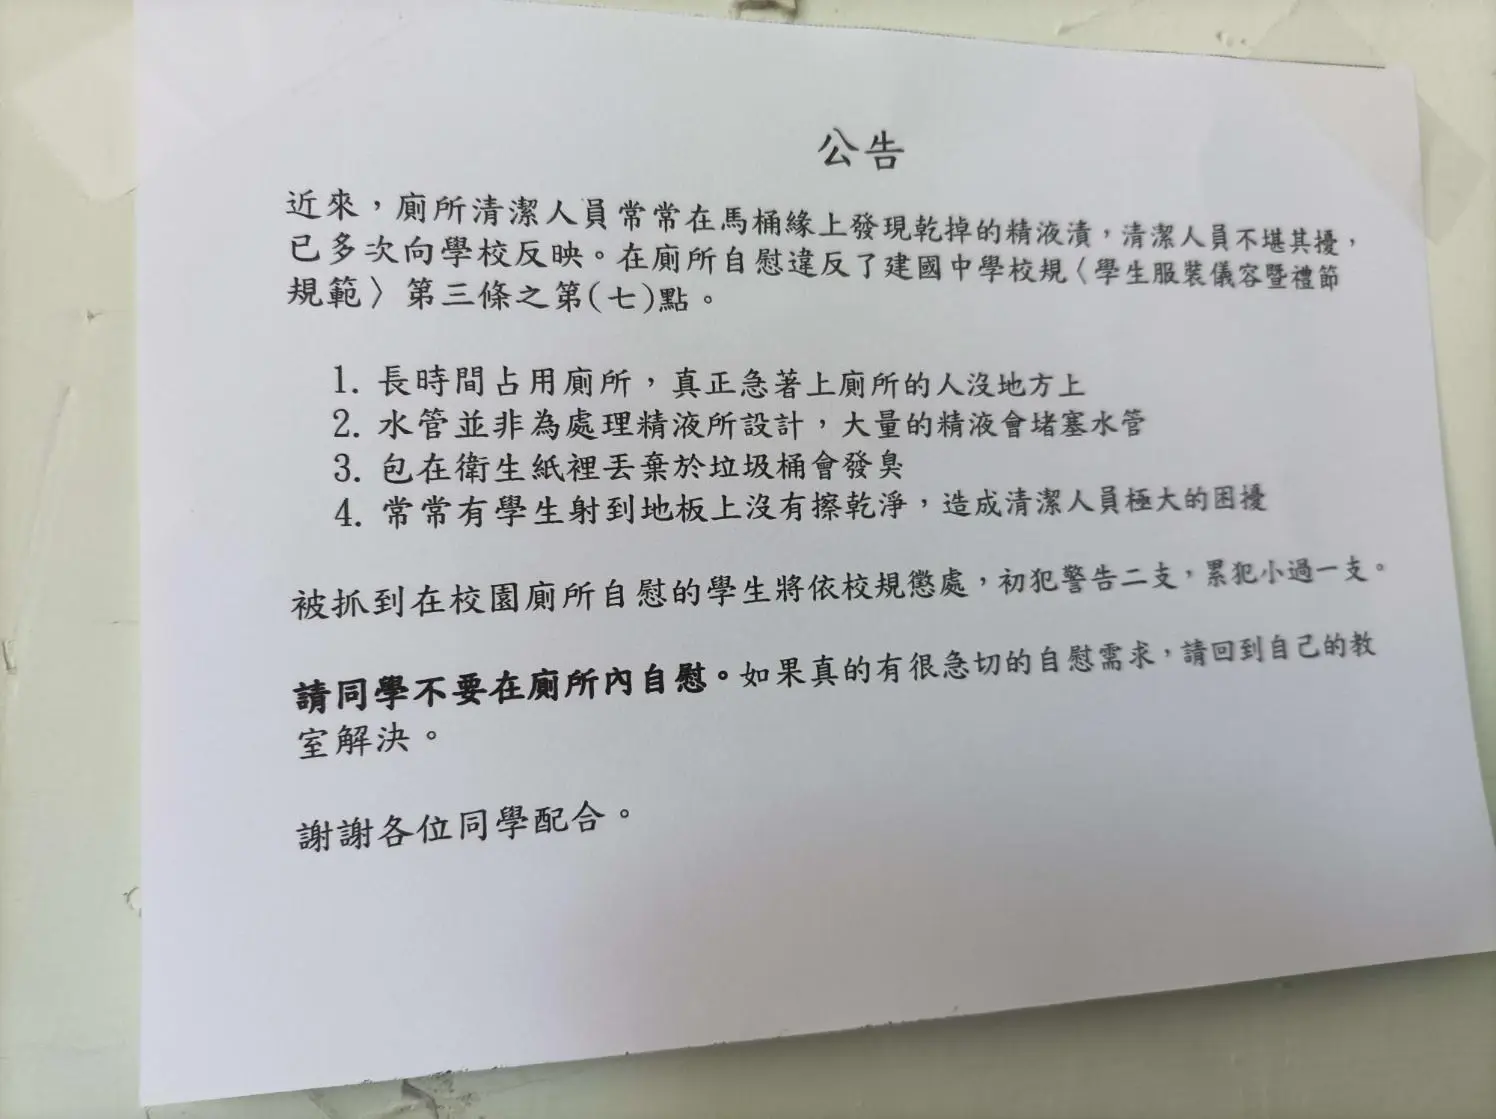 公告
近來，廁所清潔人員常常在馬桶緣上發現乾掉的精液漬，清潔人員不堪其擾，
已多次向學校反映。在廁所自慰違反了建國中學校規〈學生服裝儀容暨禮節
規範〉第三條之第(七)點。
1. 長時間占用廁所，真正急著上廁所的人沒地方上
2. 水管並非為處理精液所設計，大量的精液會堵塞水管
3. 包在衛生紙裡丟棄於垃圾桶會發臭
4. 常常有學生射到地板上沒有擦乾淨，造成清潔人員極大的困擾
被抓到在校園廁所自慰的學生將依校規懲處，初犯警告二支，累犯小過一支。
請同學不要在廁所內自慰。如果真的有很急切的自慰需求，請回到自己的教
室解決。
謝謝各位同學配合。